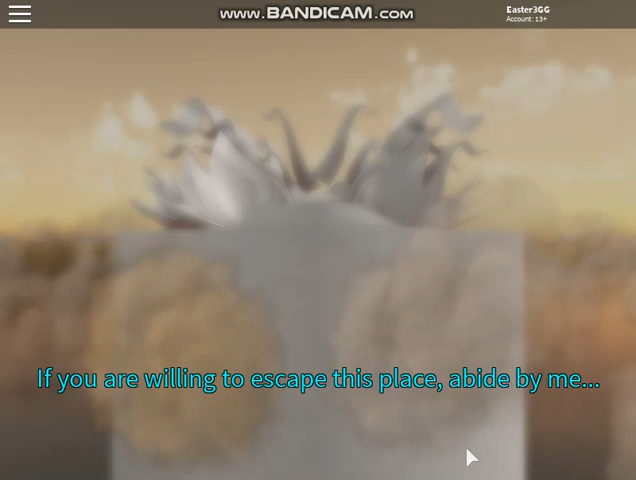 www.BANDICAM.com
Easter3GG
Account: 13+
If you are willing to escape this place, abide by me...